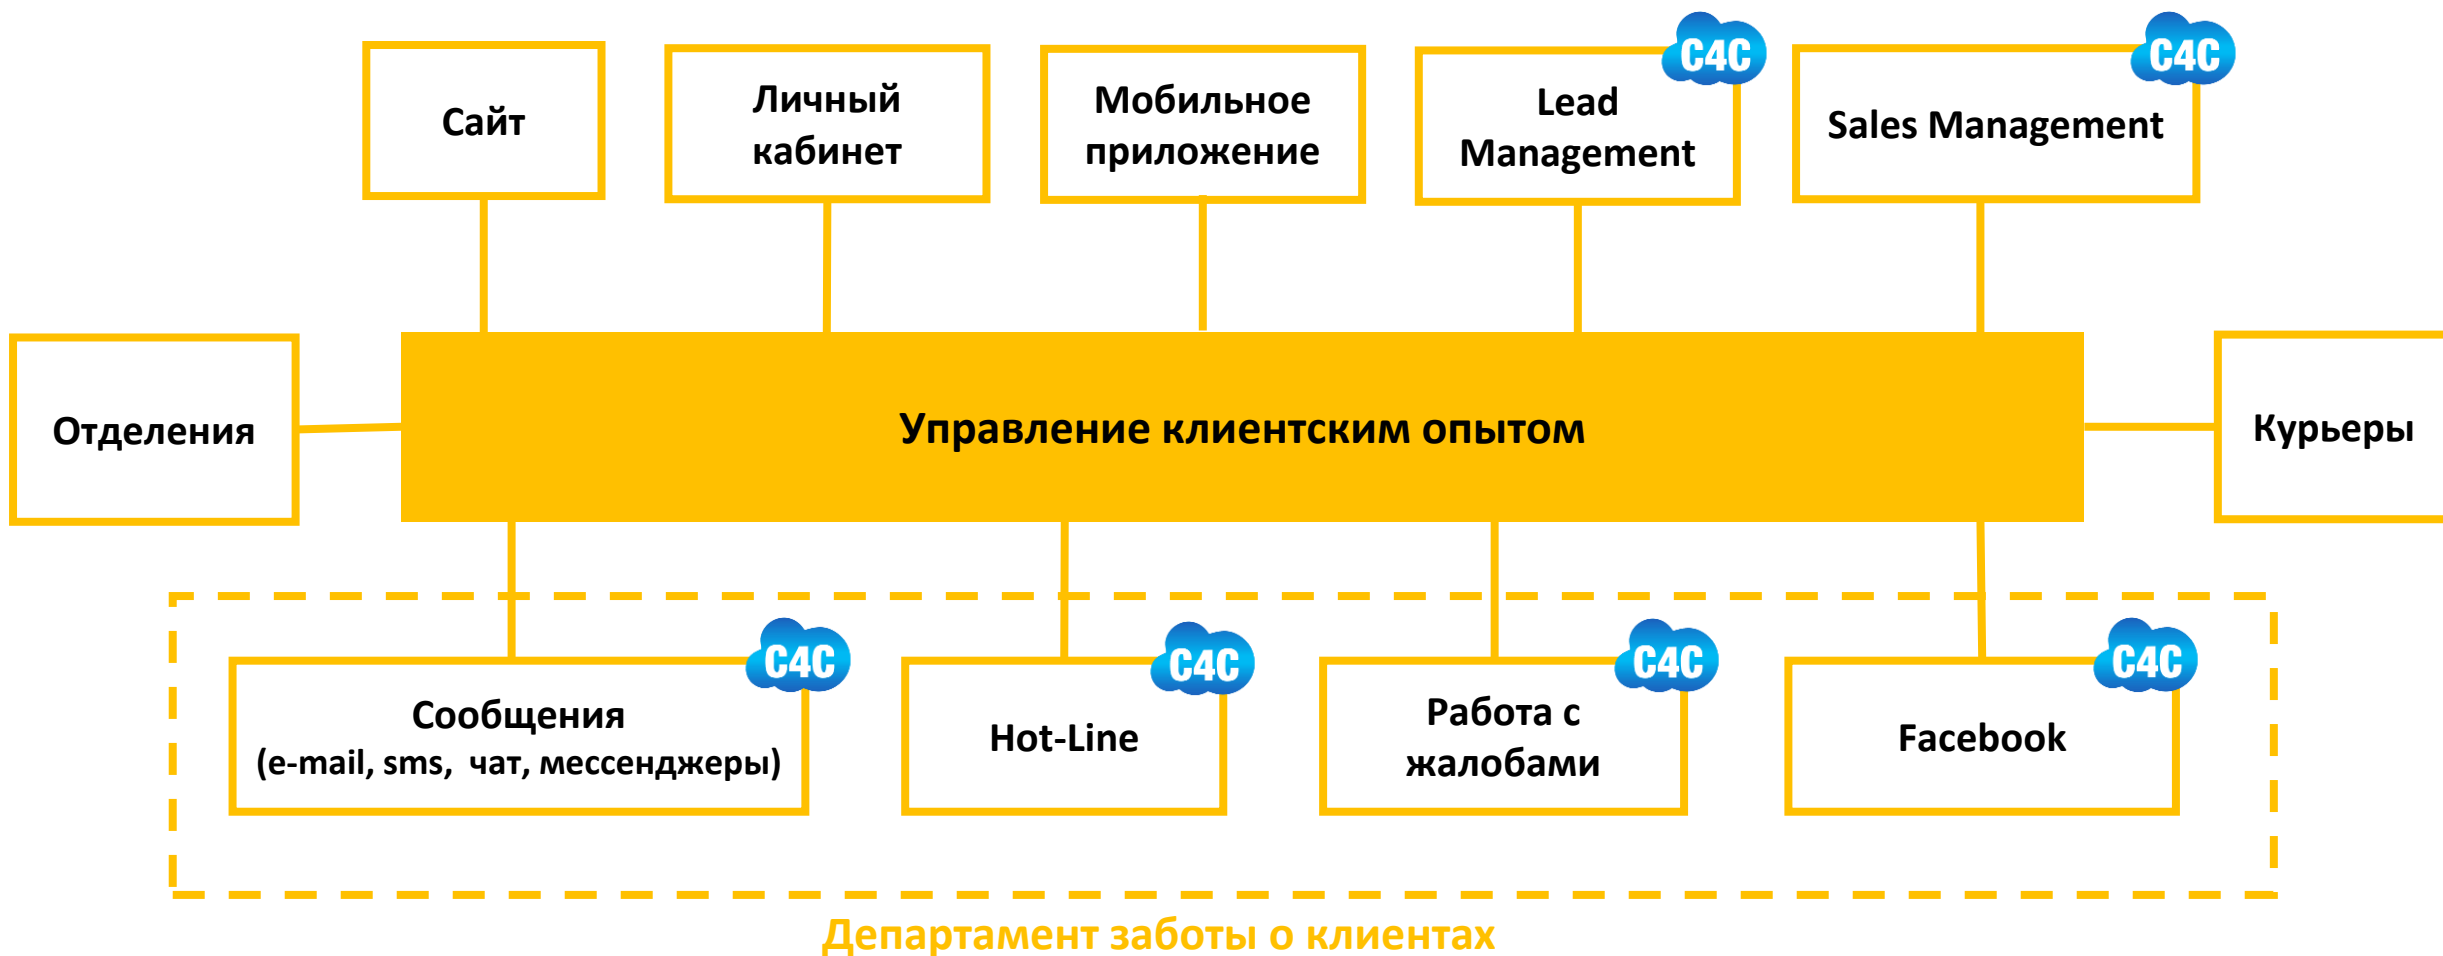 Сайт
Личный
кабинет
Мобильное
приложение
C4C
Lead
Management
C4C
Sales Management
Отделения
Управление клиентским опытом
Курьеры
C4C
Сообщения
(e-mail, sms, чат, мессенджеры)
C4C
Hot-Line
C4C
Работа с
жалобами
C4C
Facebook
Департамент заботы о клиентах